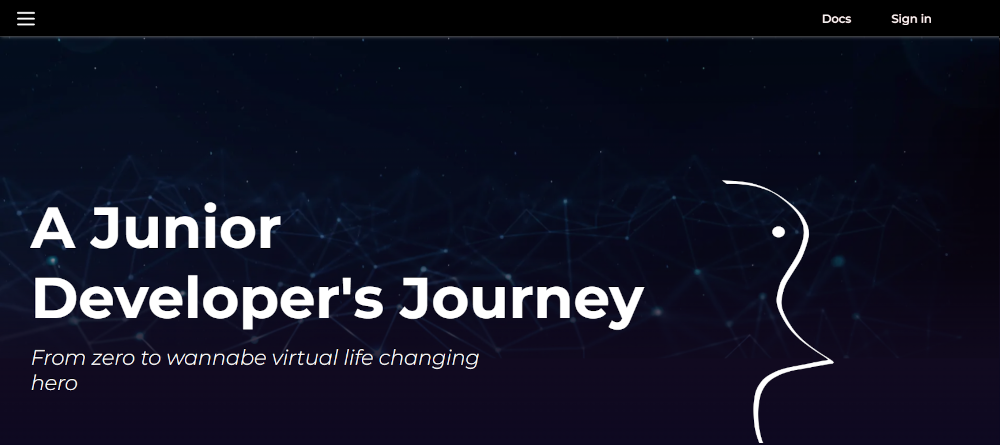 Docs Sign in
A Junior
Developer's Journey
From zero to wannabe virtual life changing
hero